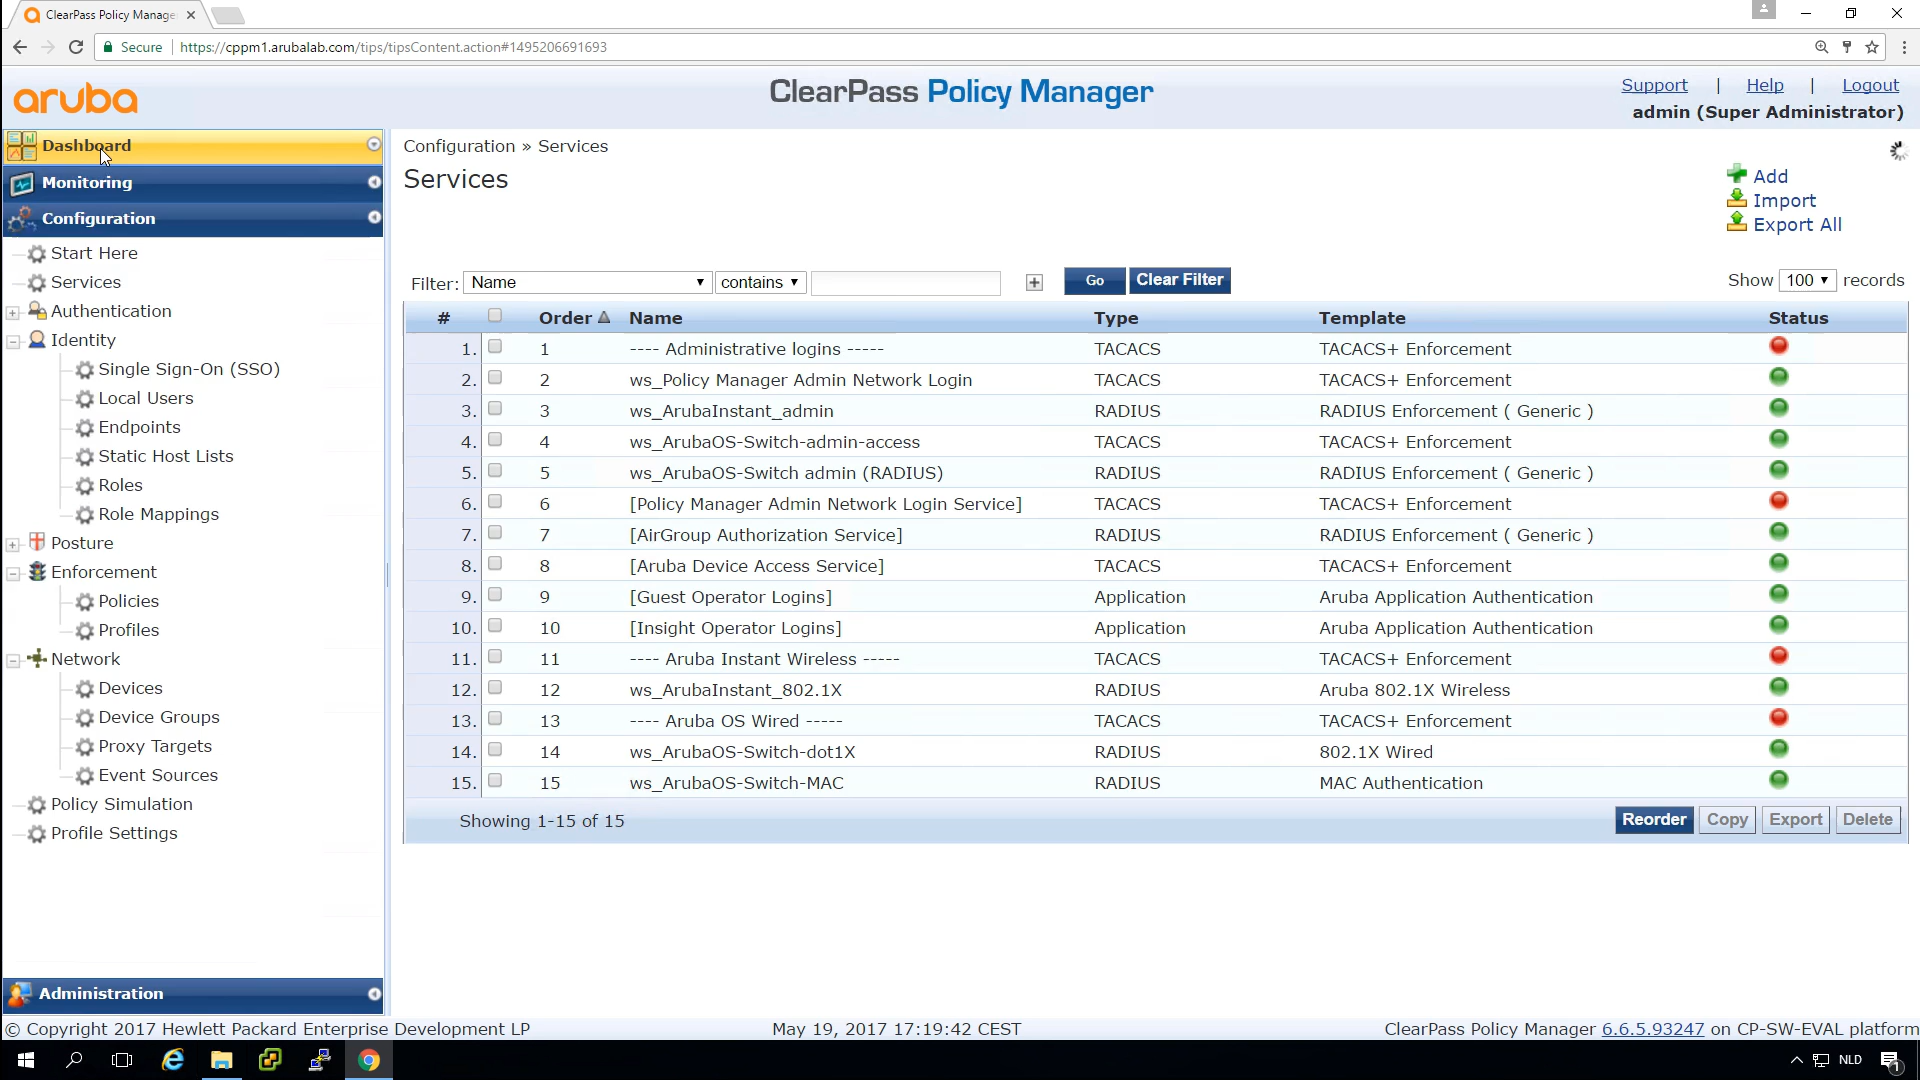 ClearPass Policy Manage
Secure
https://cppm1.arubalab.com/tips/tipsContent.action#1495206691693
aruba
ClearPass Policy Manager
Support | Help | Logout
admin (Super Administrator)
Dashboard
Monitoring
Configuration
Start Here
Services
Authentication
Identity
Single Sign-On (SSO)
Local Users
Endpoints
Static Host Lists
Roles
Role Mappings
Posture
Enforcement
Policies
Profiles
Network
Devices
Device Groups
Proxy Targets
Event Sources
Policy Simulation
Profile Settings
Administration
Configuration » Services
Services
Add
Import
Export All
Filter: Name contains Go Clear Filter Show 100 records
# Order Name Type Template Status
1. 1 ---- Administrative logins ----- TACACS TACACS+ Enforcement
2. 2 ws_Policy Manager Admin Network Login TACACS TACACS+ Enforcement
3. 3 ws_ArubaInstant_admin RADIUS RADIUS Enforcement ( Generic )
4. 4 ws_ArubaOS-Switch-admin-access TACACS TACACS+ Enforcement
5. 5 ws_ArubaOS-Switch admin (RADIUS) RADIUS RADIUS Enforcement ( Generic )
6. 6 [Policy Manager Admin Network Login Service] TACACS TACACS+ Enforcement
7. 7 [AirGroup Authorization Service] RADIUS RADIUS Enforcement ( Generic )
8. 8 [Aruba Device Access Service] TACACS TACACS+ Enforcement
9. 9 [Guest Operator Logins] Application Aruba Application Authentication
10. 10 [Insight Operator Logins] Application Aruba Application Authentication
11. 11 ---- Aruba Instant Wireless ----- TACACS TACACS+ Enforcement
12. 12 ws_ArubaInstant_802.1X RADIUS Aruba 802.1X Wireless
13. 13 ---- Aruba OS Wired ----- TACACS TACACS+ Enforcement
14. 14 ws_ArubaOS-Switch-dot1X RADIUS 802.1X Wired
15. 15 ws_ArubaOS-Switch-MAC RADIUS MAC Authentication
Showing 1-15 of 15 Reorder Copy Export Delete
© Copyright 2017 Hewlett Packard Enterprise Development LP May 19, 2017 17:19:42 CEST ClearPass Policy Manager 6.6.5.93247 on CP-SW-EVAL platform
NLD 1